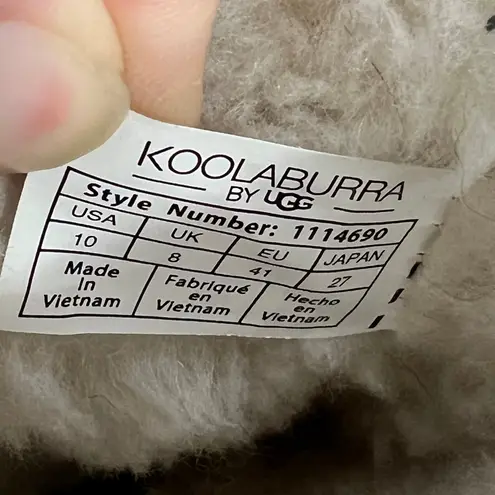 KOOLABURRA
BY UGG
Style Number: 1114690
USA UK EU JAPAN
10 8 41 27
Made in Vietnam
Fabriqué en Vietnam
Hecho en Vietnam